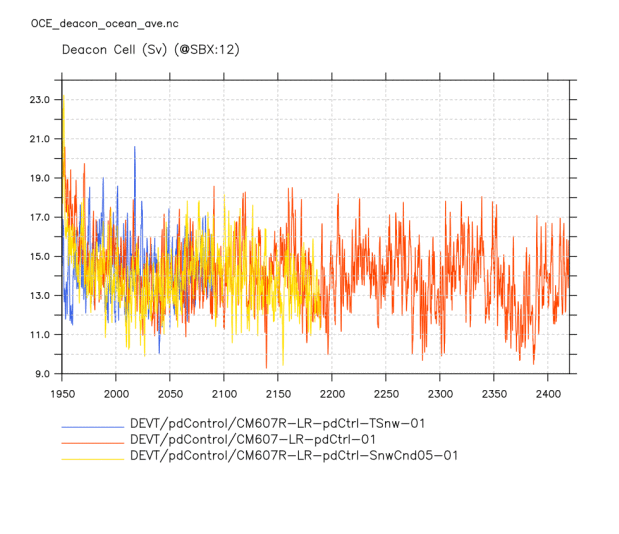 OCE_deacon_ocean_ave.nc
Deacon Cell (Sv) (@SBX:12)
23.0
21.0
19.0
17.0
15.0
13.0
11.0
9.0
1950 2000 2050 2100 2150 2200 2250 2300 2350 2400
DEVT/pdControl/CM607R-LR-pdCtrl-TSnw-01
DEVT/pdControl/CM607-LR-pdCtrl-01
DEVT/pdControl/CM607R-LR-pdCtrl-SnwCnd05-01